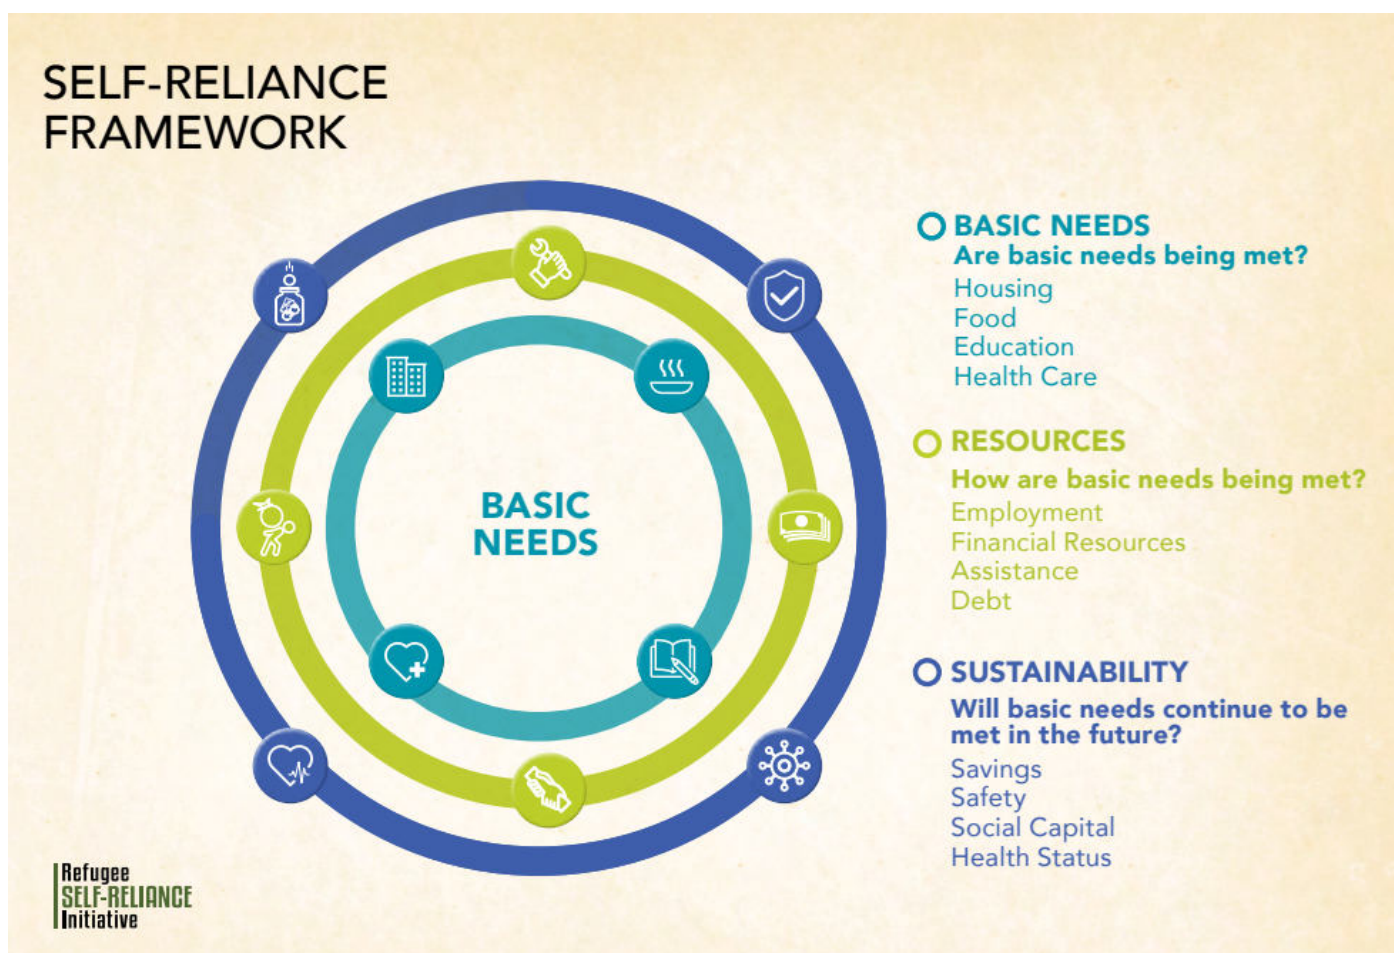 SELF-RELIANCE
FRAMEWORK
BASIC
NEEDS
BASIC NEEDS
Are basic needs being met?
Housing
Food
Education
Health Care
RESOURCES
How are basic needs being met?
Employment
Financial Resources
Assistance
Debt
SUSTAINABILITY
Will basic needs continue to be
met in the future?
Savings
Safety
Social Capital
Health Status
Refugee
SELF-RELIANCE
Initiative